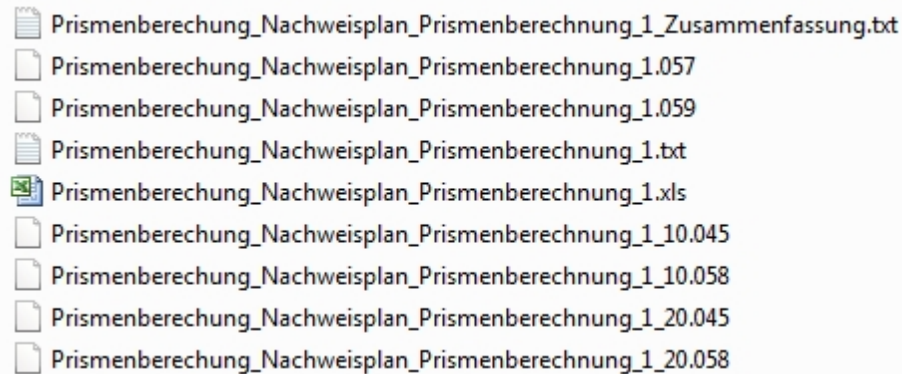 Prismenberechung_Nachweisplan_Prismenberechnung_1_Zusammenfassung.txt
Prismenberechung_Nachweisplan_Prismenberechnung_1.057
Prismenberechung_Nachweisplan_Prismenberechnung_1.059
Prismenberechung_Nachweisplan_Prismenberechnung_1.txt
Prismenberechung_Nachweisplan_Prismenberechnung_1.xls
Prismenberechung_Nachweisplan_Prismenberechnung_1_10.045
Prismenberechung_Nachweisplan_Prismenberechnung_1_10.058
Prismenberechung_Nachweisplan_Prismenberechnung_1_20.045
Prismenberechung_Nachweisplan_Prismenberechnung_1_20.058